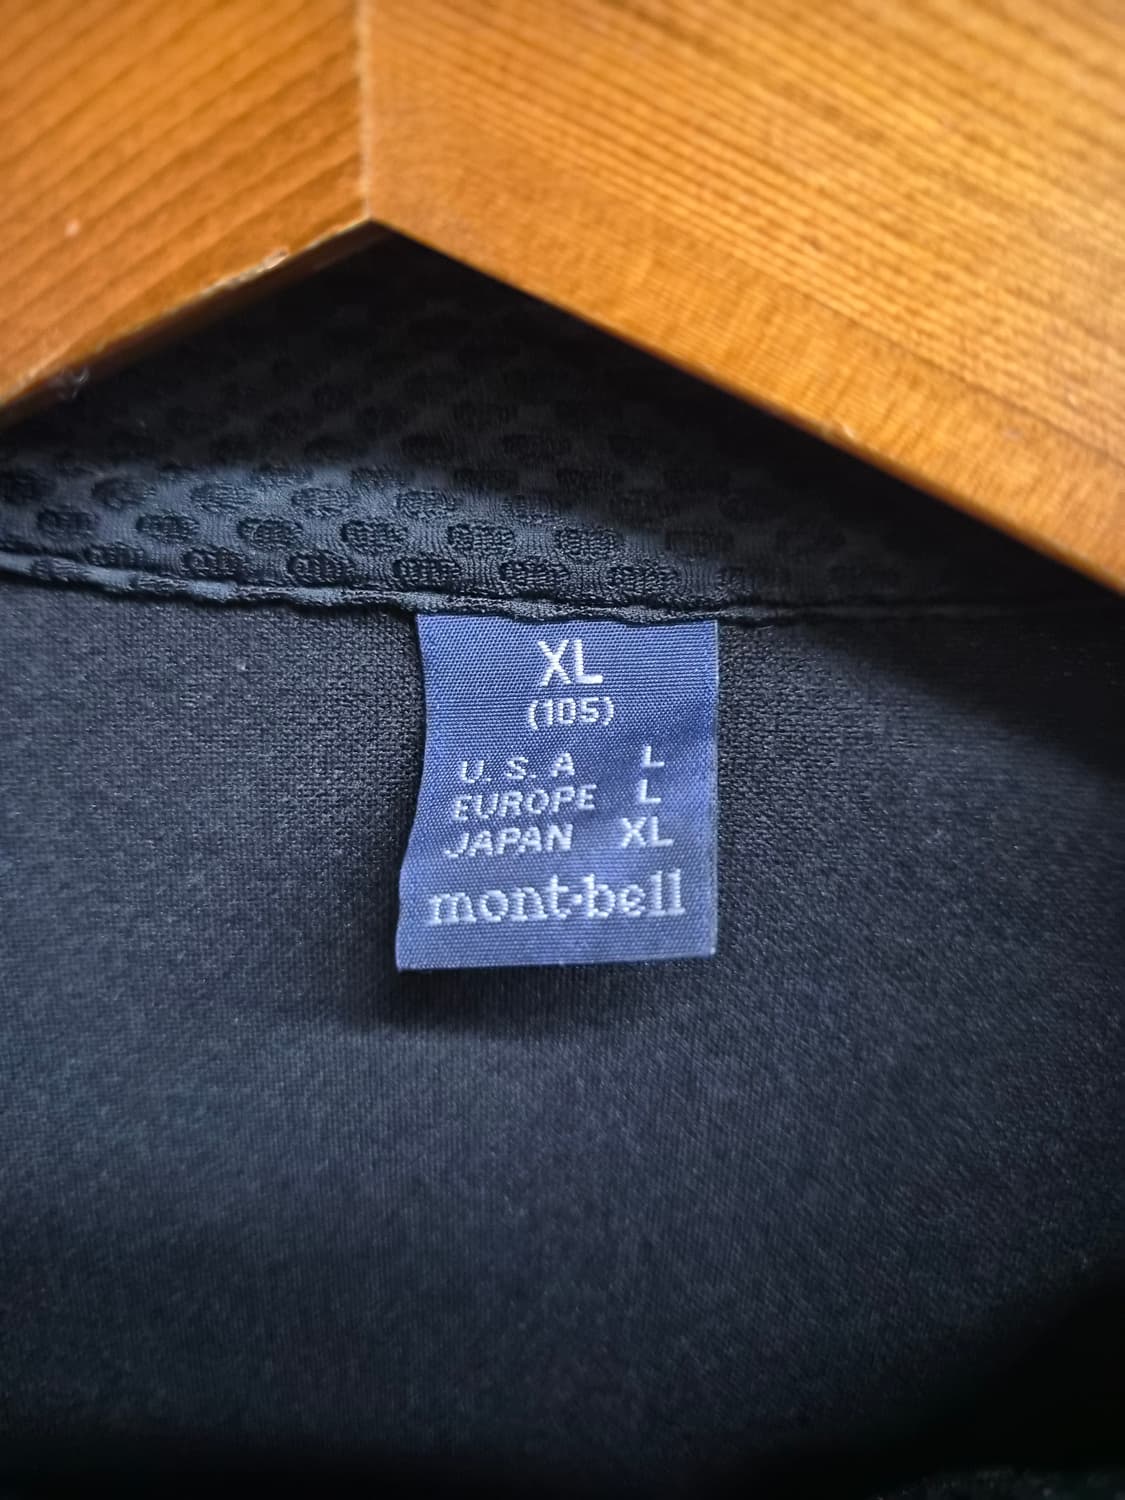 XL
(105)
U.S.A L
EUROPE L
JAPAN XL
mont-bell